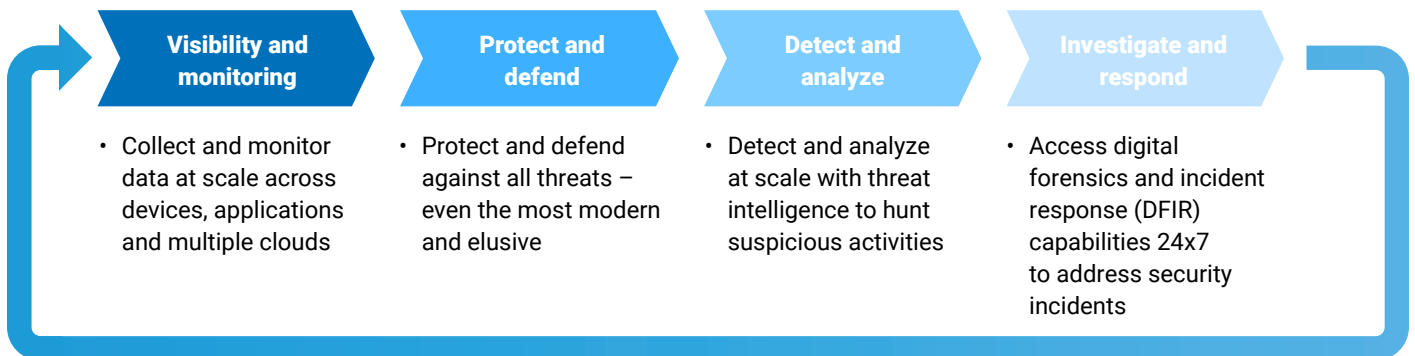 Visibility and
monitoring
• Collect and monitor
data at scale across
devices, applications
and multiple clouds
Protect and
defend
• Protect and defend
against all threats –
even the most modern
and elusive
Detect and
analyze
• Detect and analyze
at scale with threat
intelligence to hunt
suspicious activities
Investigate and
respond
• Access digital
forensics and incident
response (DFIR)
capabilities 24x7
to address security
incidents